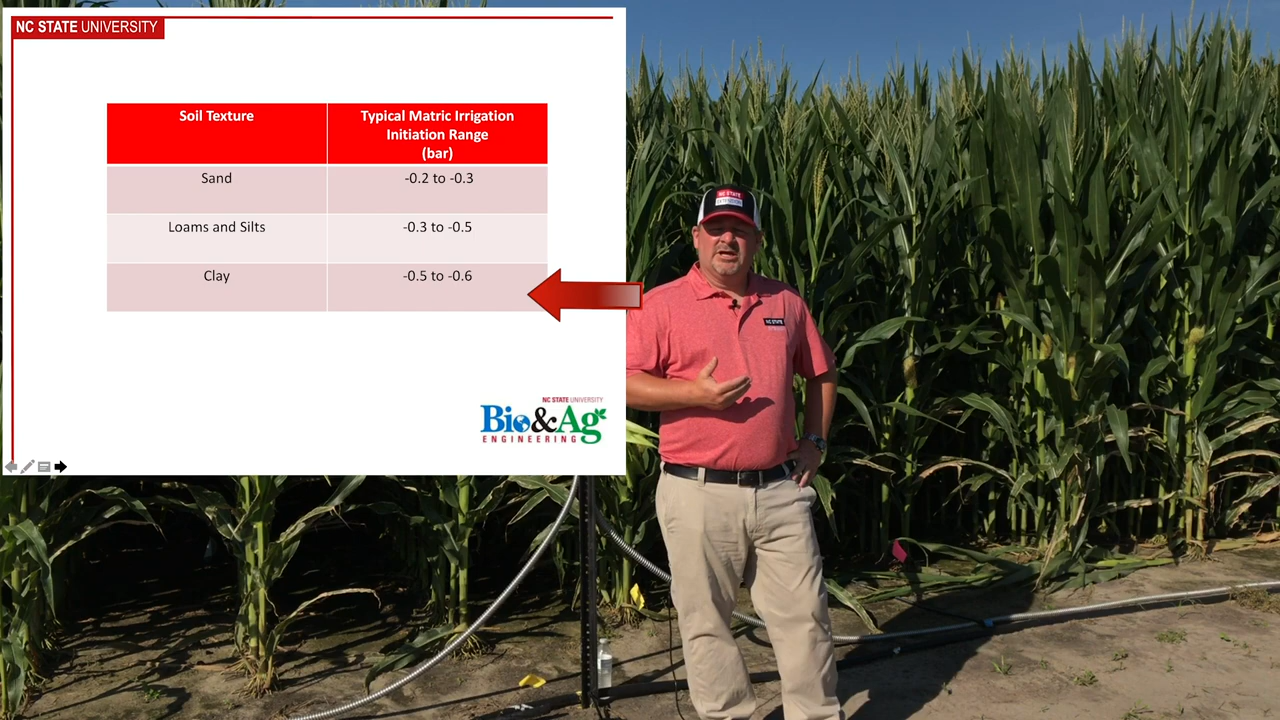 NC STATE UNIVERSITY
Soil Texture
Typical Matric Irrigation
Initiation Range
(bar)
Sand
-0.2 to -0.3
Loams and Silts
-0.3 to -0.5
Clay
-0.5 to -0.6
NC STATE UNIVERSITY
Bio&Ag
ENGINEERING
NC STATE
EXTENSION
NC STATE